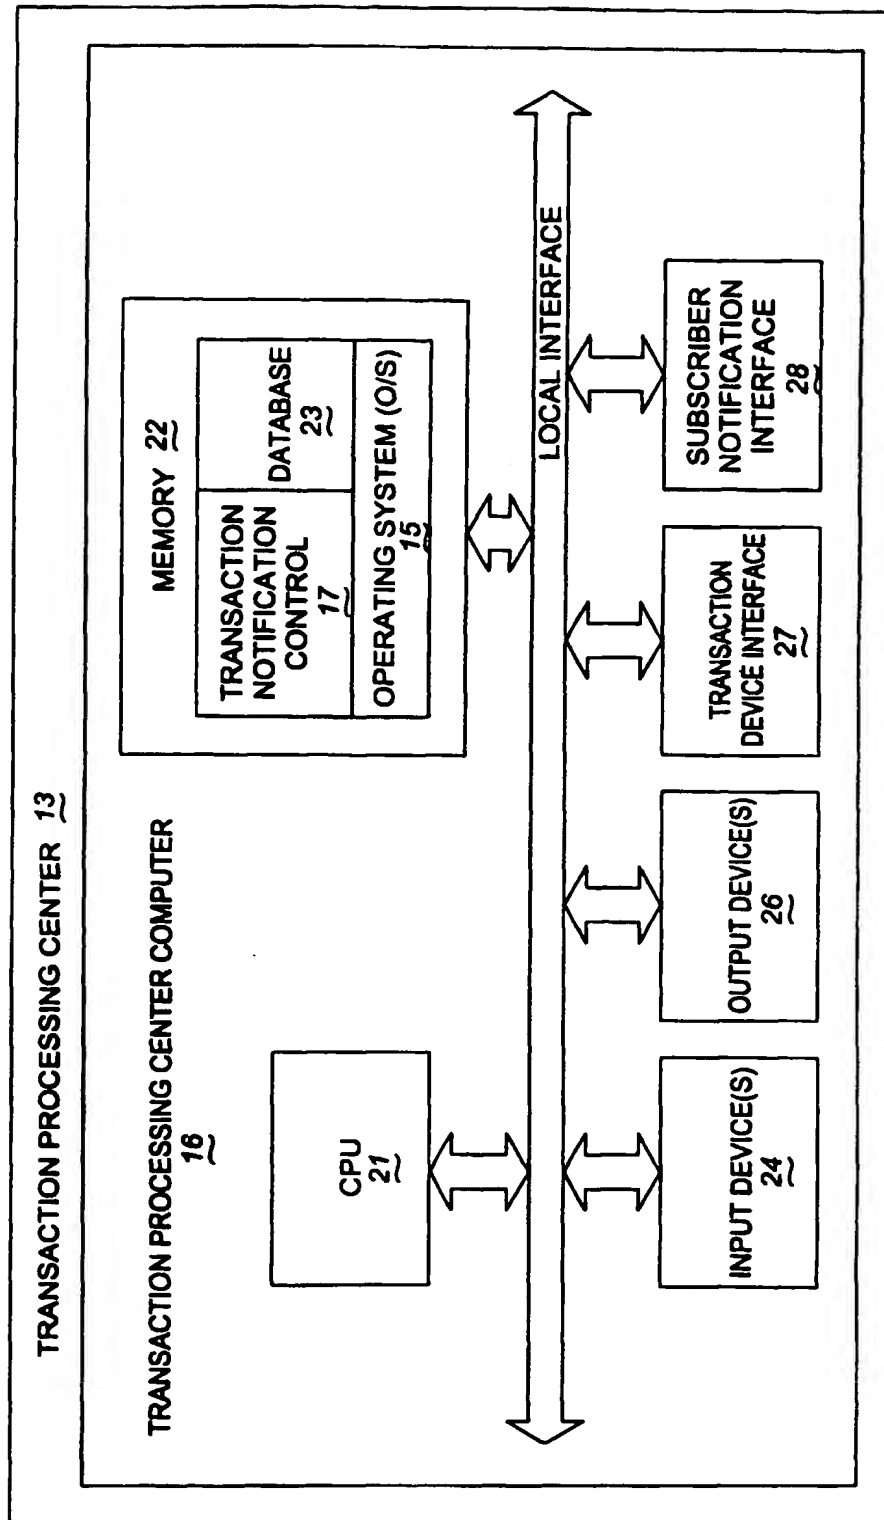 TRANSACTION PROCESSING CENTER 13
TRANSACTION PROCESSING CENTER COMPUTER
16
CPU
21
MEMORY 22
TRANSACTION
NOTIFICATION
CONTROL
17
DATABASE
23
OPERATING SYSTEM (O/S)
15
LOCAL INTERFACE
INPUT DEVICE(S)
24
OUTPUT DEVICE(S)
26
TRANSACTION
DEVICE INTERFACE
27
SUBSCRIBER
NOTIFICATION
INTERFACE
28